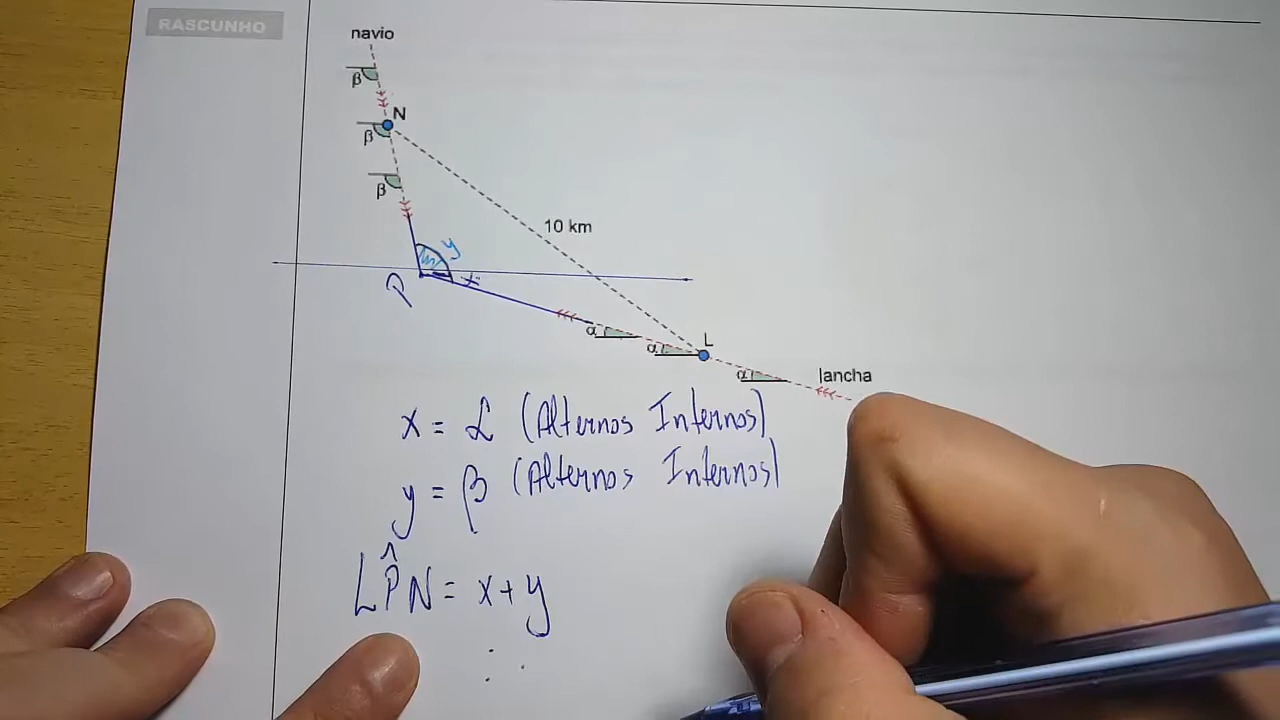 RASCUNHO
navio
β
N
β
β
10 km
y
x
P
α
L
α
α
lancha
x = α (Alternos Internos)
y = β (Alternos Internos)
LP̂N = x + y
∴